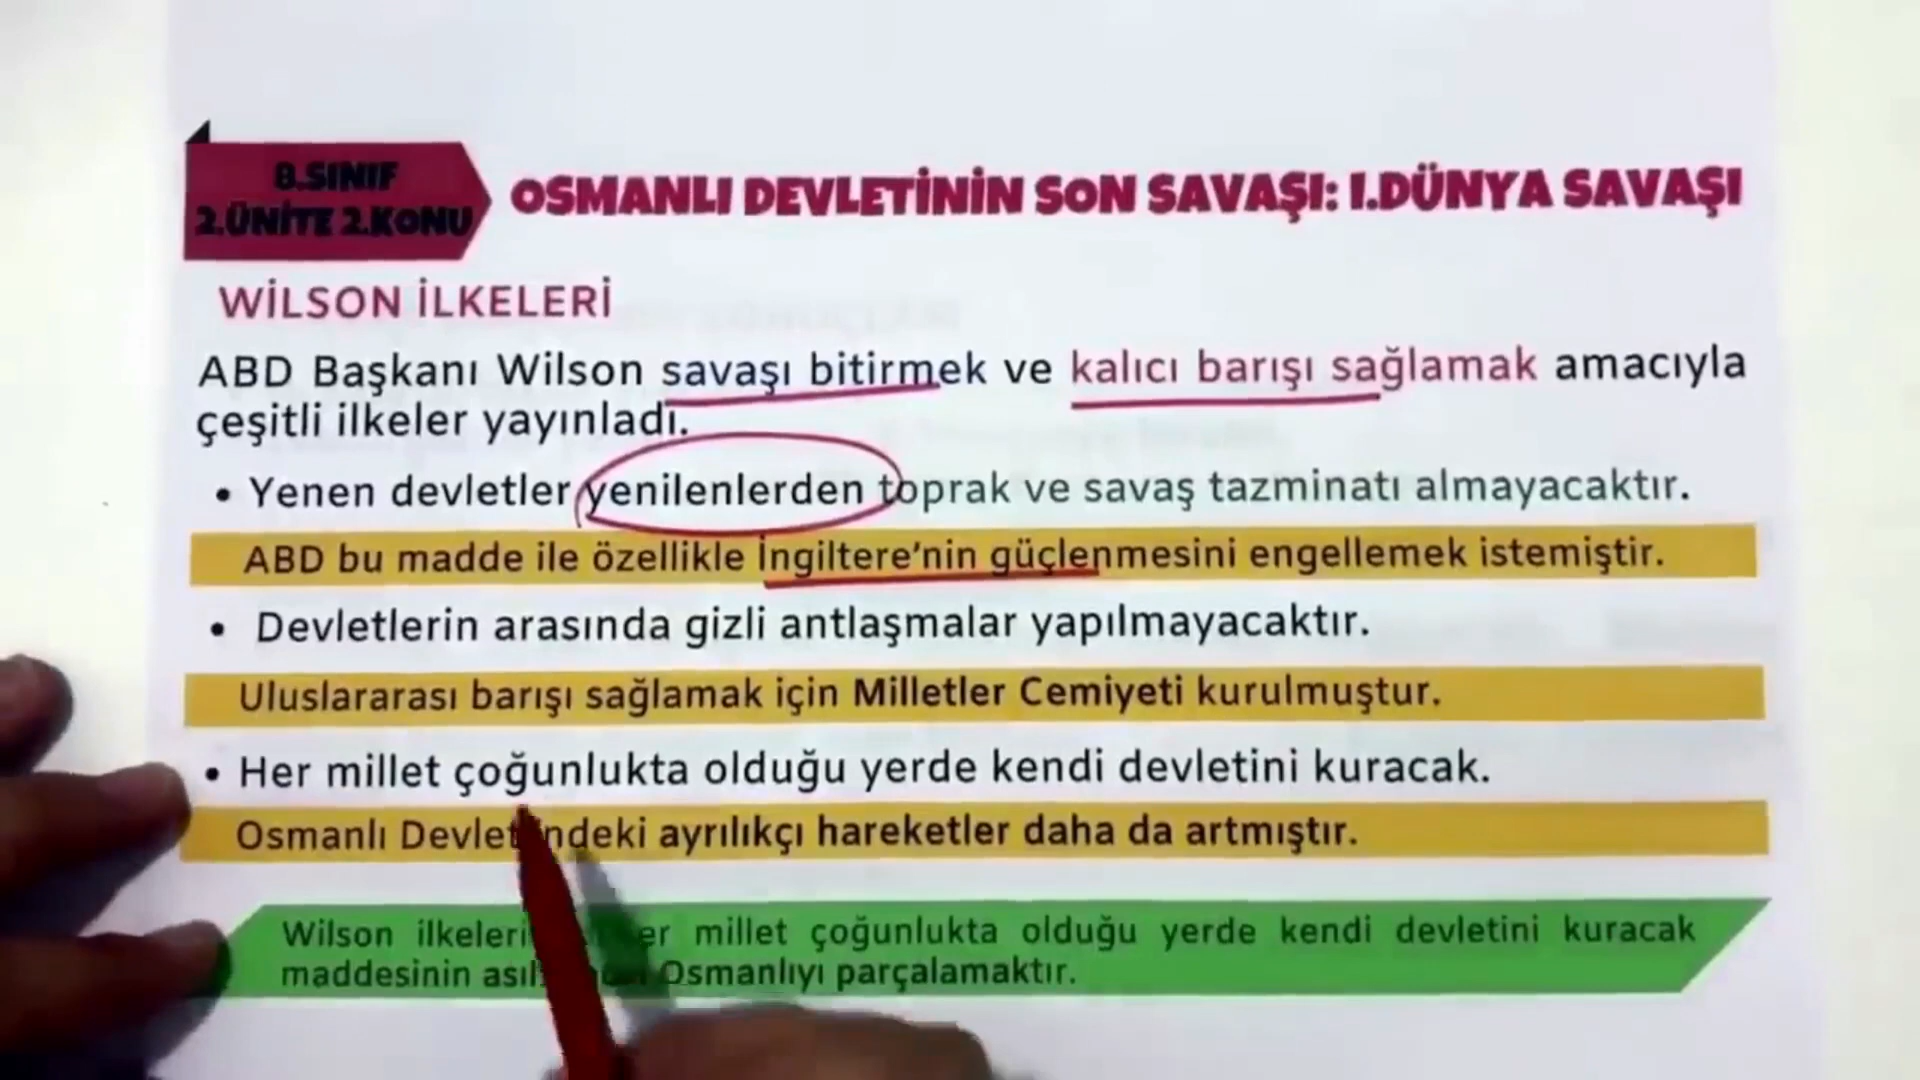 8.SINIF
2.ÜNİTE 2.KONU
OSMANLI DEVLETİNİN SON SAVAŞI: I.DÜNYA SAVAŞI
WİLSON İLKELERİ
ABD Başkanı Wilson savaşı bitirmek ve kalıcı barışı sağlamak amacıyla
çeşitli ilkeler yayınladı.
• Yenen devletler yenilenlerden toprak ve savaş tazminatı almayacaktır.
ABD bu madde ile özellikle İngiltere'nin güçlenmesini engellemek istemiştir.
• Devletlerin arasında gizli antlaşmalar yapılmayacaktır.
Uluslararası barışı sağlamak için Milletler Cemiyeti kurulmuştur.
• Her millet çoğunlukta olduğu yerde kendi devletini kuracak.
Osmanlı ayrılıkçı hareketler daha da artmıştır.
Wilson millet çoğunlukta olduğu yerde kendi devletini kuracak
maddesinin Osmanlıyı parçalamaktır.